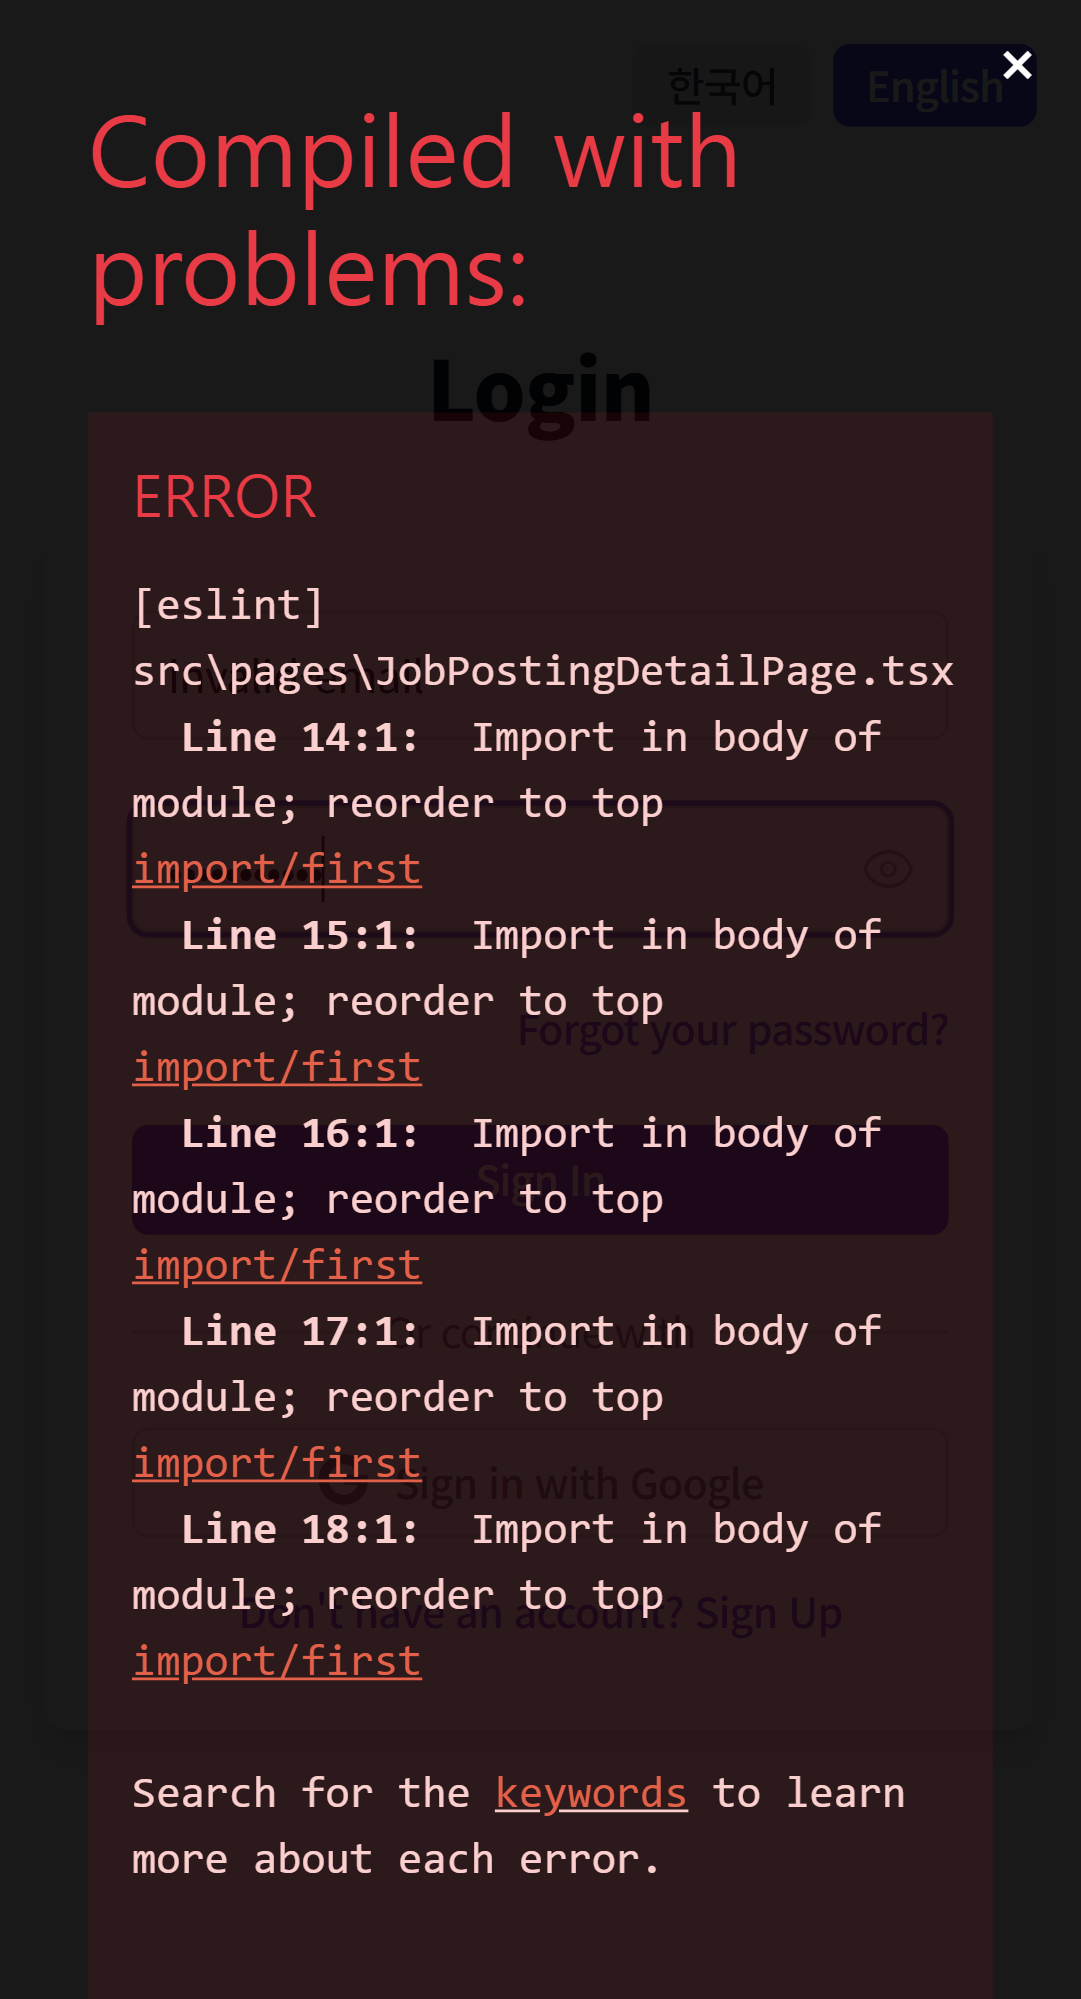 한국어 English ×
Compiled with
problems:
Login
ERROR
[eslint]
src\pages\JobPostingDetailPage.tsx
Invalid email
Line 14:1: Import in body of
module; reorder to top
import/first
Line 15:1: Import in body of
module; reorder to top
Forgot your password?
import/first
Line 16:1: Import in body of
Sign In
module; reorder to top
import/first
Line 17:1: Import in body of
Or continue with
module; reorder to top
import/first
Sign in with Google
Line 18:1: Import in body of
module; reorder to top
Don't have an account? Sign Up
import/first
Search for the keywords to learn
more about each error.